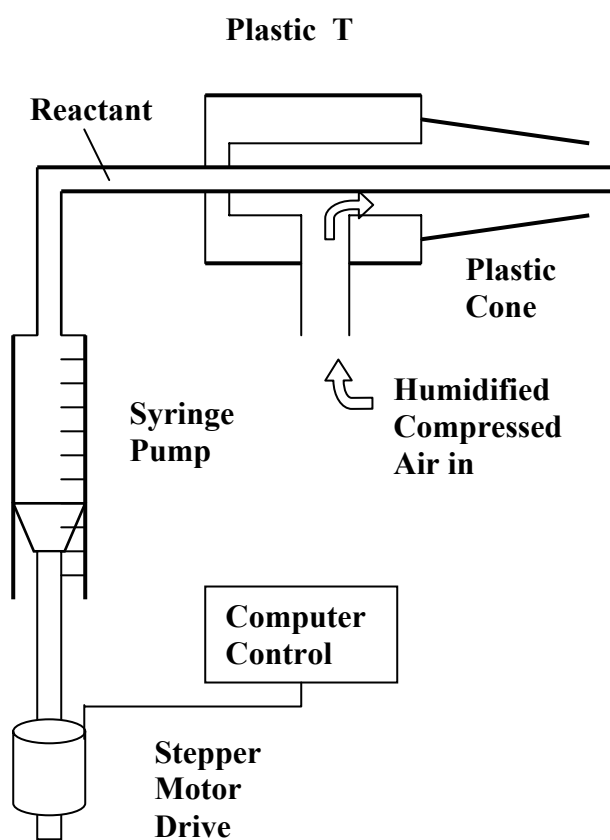 Plastic T
Reactant
Plastic
Cone
Syringe
Pump
Humidified
Compressed
Air in
Computer
Control
Stepper
Motor
Drive